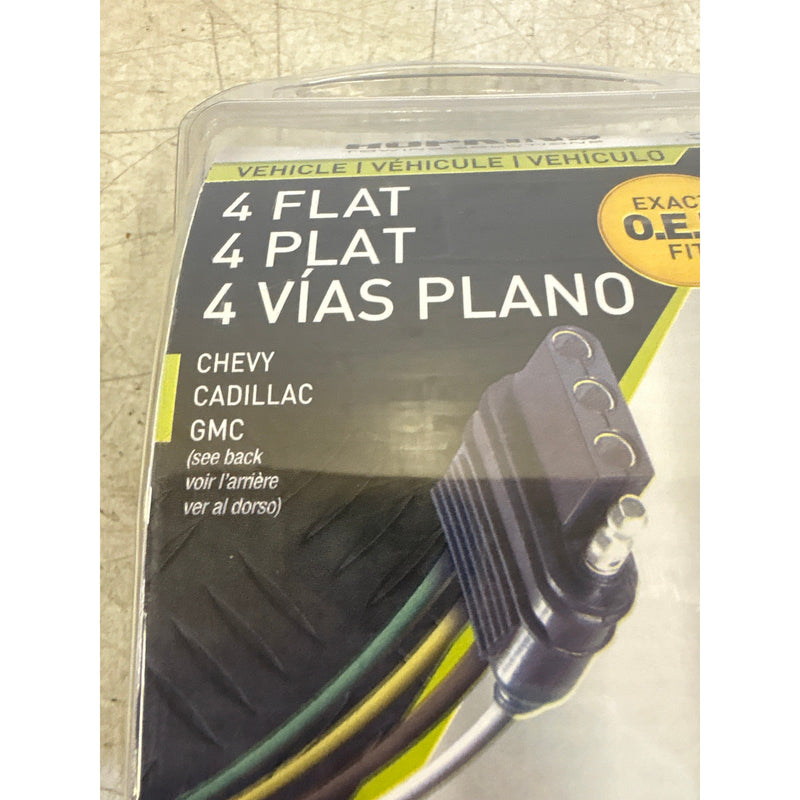 HOPKINS
VEHICLE | VÉHICULE | VEHÍCULO
4 FLAT
4 PLAT
4 VÍAS PLANO
EXACT
O.E.
FIT
CHEVY
CADILLAC
GMC
(see back
voir l'arrière
ver al dorso)